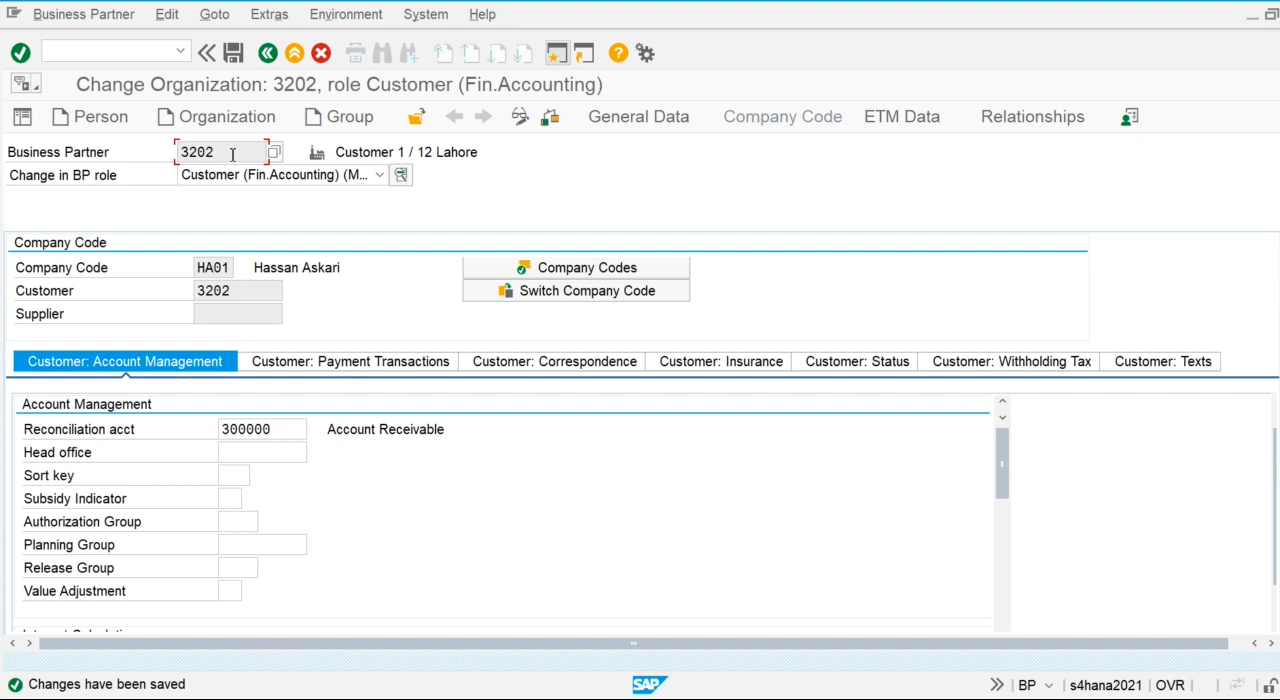 Business Partner Edit Goto Extras Environment System Help
Change Organization: 3202, role Customer (Fin.Accounting)
Person Organization Group General Data Company Code ETM Data Relationships
Business Partner 3202 Customer 1 / 12 Lahore
Change in BP role Customer (Fin.Accounting) (M...
Company Code
Company Code HA01 Hassan Askari Company Codes
Customer 3202 Switch Company Code
Supplier
Customer: Account Management Customer: Payment Transactions Customer: Correspondence Customer: Insurance Customer: Status Customer: Withholding Tax Customer: Texts
Account Management
Reconciliation acct 300000 Account Receivable
Head office
Sort key
Subsidy Indicator
Authorization Group
Planning Group
Release Group
Value Adjustment
Changes have been saved SAP BP s4hana2021 OVR